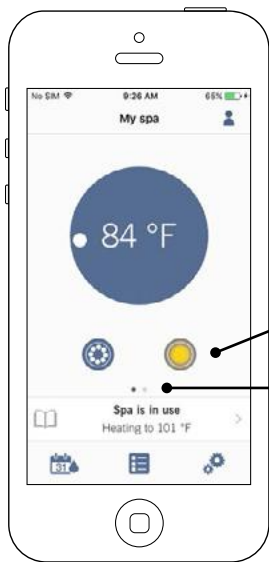 No SIM 9:26 AM 65%
My spa
84 °F
Spa is in use
Heating to 101 °F
31